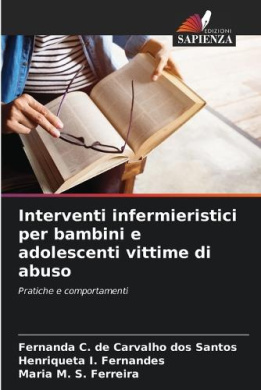 EDIZIONI
SAPIENZA
Interventi infermieristici
per bambini e
adolescenti vittime di
abuso
Pratiche e comportamenti
Fernanda C. de Carvalho dos Santos
Henriqueta I. Fernandes
Maria M. S. Ferreira